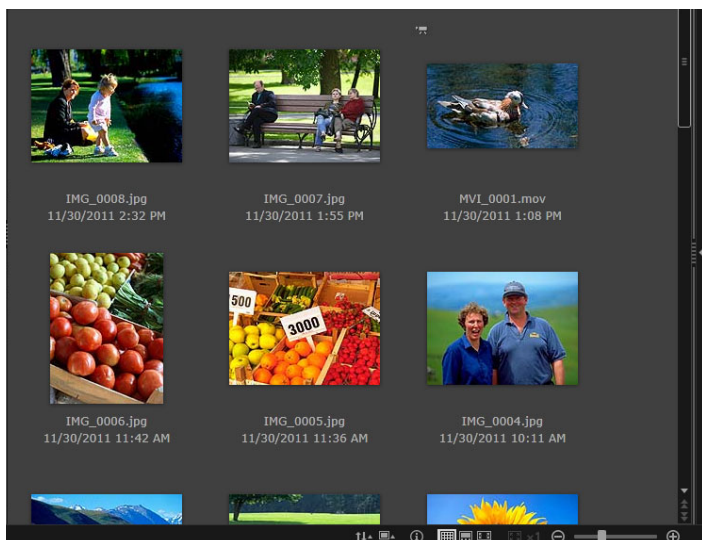 IMG_0008.jpg
11/30/2011 2:32 PM
IMG_0007.jpg
11/30/2011 1:55 PM
MVI_0001.mov
11/30/2011 1:08 PM
500
3000
IMG_0006.jpg
11/30/2011 11:42 AM
IMG_0005.jpg
11/30/2011 11:36 AM
IMG_0004.jpg
11/30/2011 10:11 AM
x1